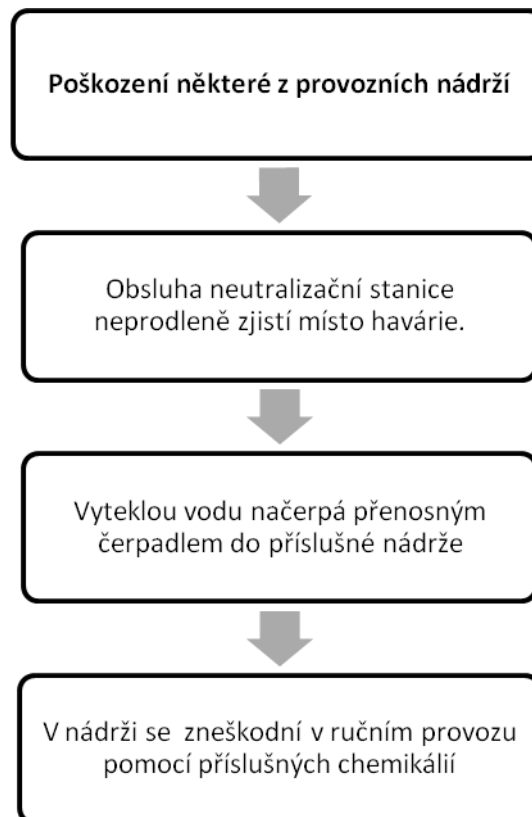 Poškození některé z provozních nádrží
Obsluha neutralizační stanice
neprodleně zjistí místo havárie.
Vyteklou vodu načerpá přenosným
čerpadlem do příslušné nádrže
V nádrži se zneškodní v ručním provozu
pomocí příslušných chemikálií